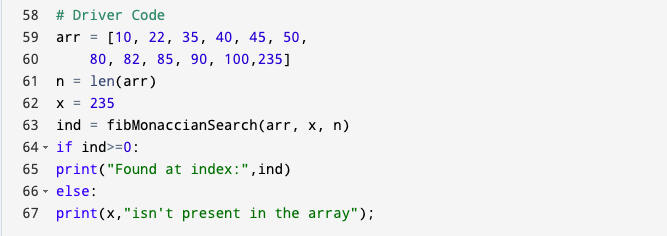 58 # Driver Code
59 arr = [10, 22, 35, 40, 45, 50,
60     80, 82, 85, 90, 100,235]
61 n = len(arr)
62 x = 235
63 ind = fibMonaccianSearch(arr, x, n)
64 if ind>=0:
65 print("Found at index:",ind)
66 else:
67 print(x,"isn't present in the array");